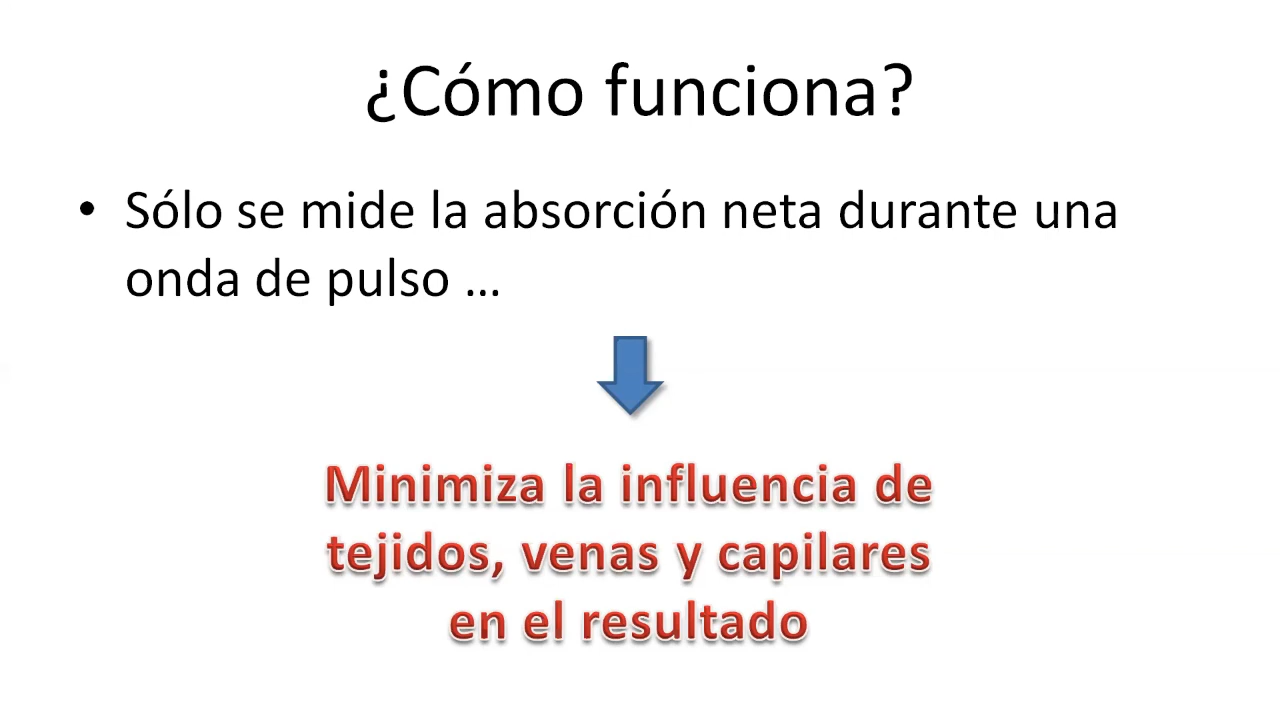 ¿Cómo funciona?
• Sólo se mide la absorción neta durante una
onda de pulso ...
Minimiza la influencia de
tejidos, venas y capilares
en el resultado